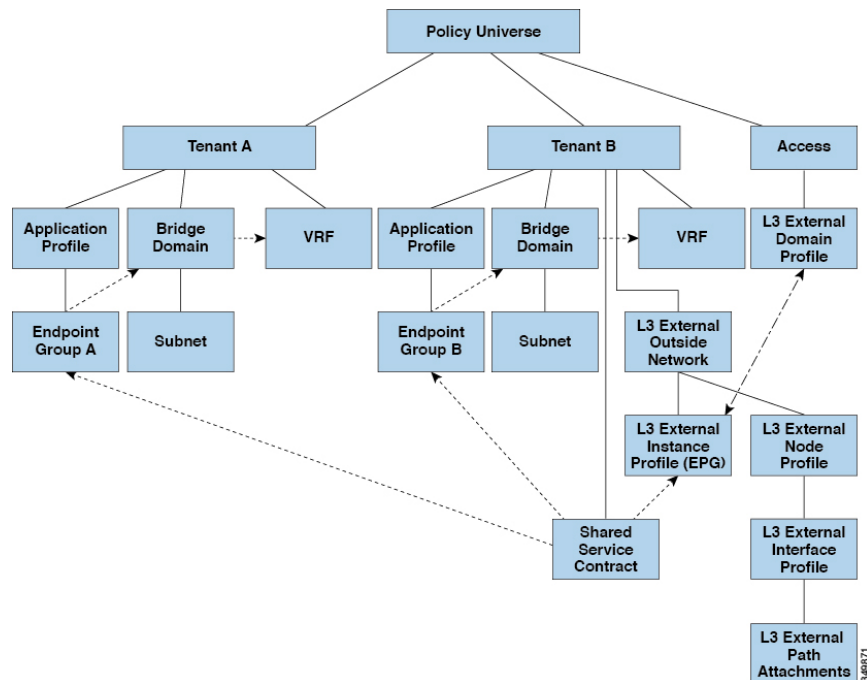 Policy Universe
Tenant A
Tenant B
Access
Application
Profile
Bridge
Domain
VRF
Application
Profile
Bridge
Domain
VRF
L3 External
Domain
Profile
Endpoint
Group A
Subnet
Endpoint
Group B
Subnet
L3 External
Outside
Network
L3 External
Instance
Profile (EPG)
L3 External
Node
Profile
Shared
Service
Contract
L3 External
Interface
Profile
L3 External
Path
Attachments
349871